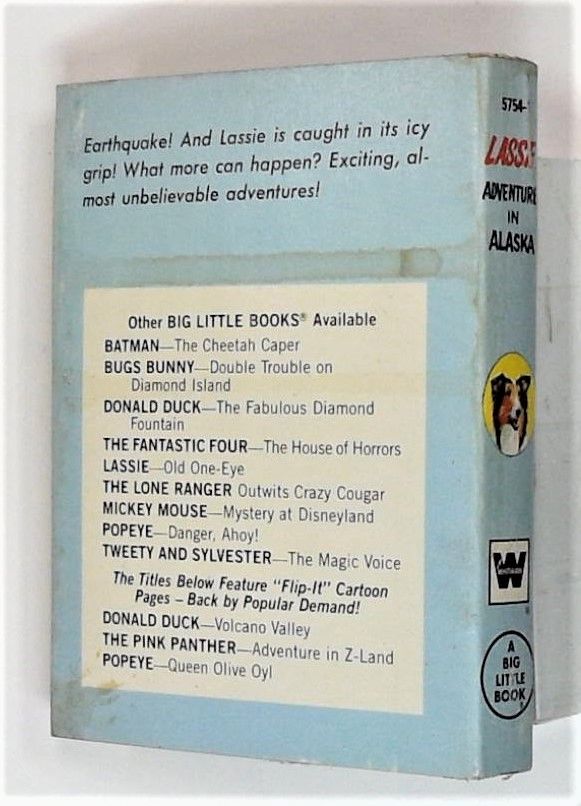 Earthquake! And Lassie is caught in its icy
grip! What more can happen? Exciting, al-
most unbelievable adventures!
Other BIG LITTLE BOOKS® Available
BATMAN—The Cheetah Caper
BUGS BUNNY—Double Trouble on
Diamond Island
DONALD DUCK—The Fabulous Diamond
Fountain
THE FANTASTIC FOUR—The House of Horrors
LASSIE—Old One-Eye
THE LONE RANGER Outwits Crazy Cougar
MICKEY MOUSE—Mystery at Disneyland
POPEYE—Danger, Ahoy!
TWEETY AND SYLVESTER—The Magic Voice
The Titles Below Feature "Flip-It" Cartoon
Pages – Back by Popular Demand!
DONALD DUCK—Volcano Valley
THE PINK PANTHER—Adventure in Z-Land
POPEYE—Queen Olive Oyl
5754-
LASSIE
ADVENTURE
IN
ALASKA
W
WHITMAN
A
BIG
LITTLE
BOOK®